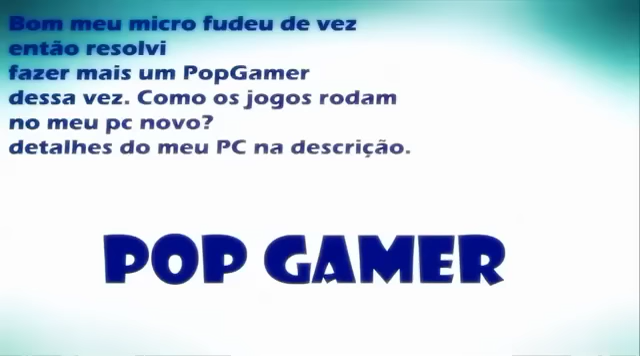 Bom meu micro fudeu de vez
então resolvi
fazer mais um PopGamer
dessa vez. Como os jogos rodam
no meu pc novo?
detalhes do meu PC na descrição.
POP GAMER